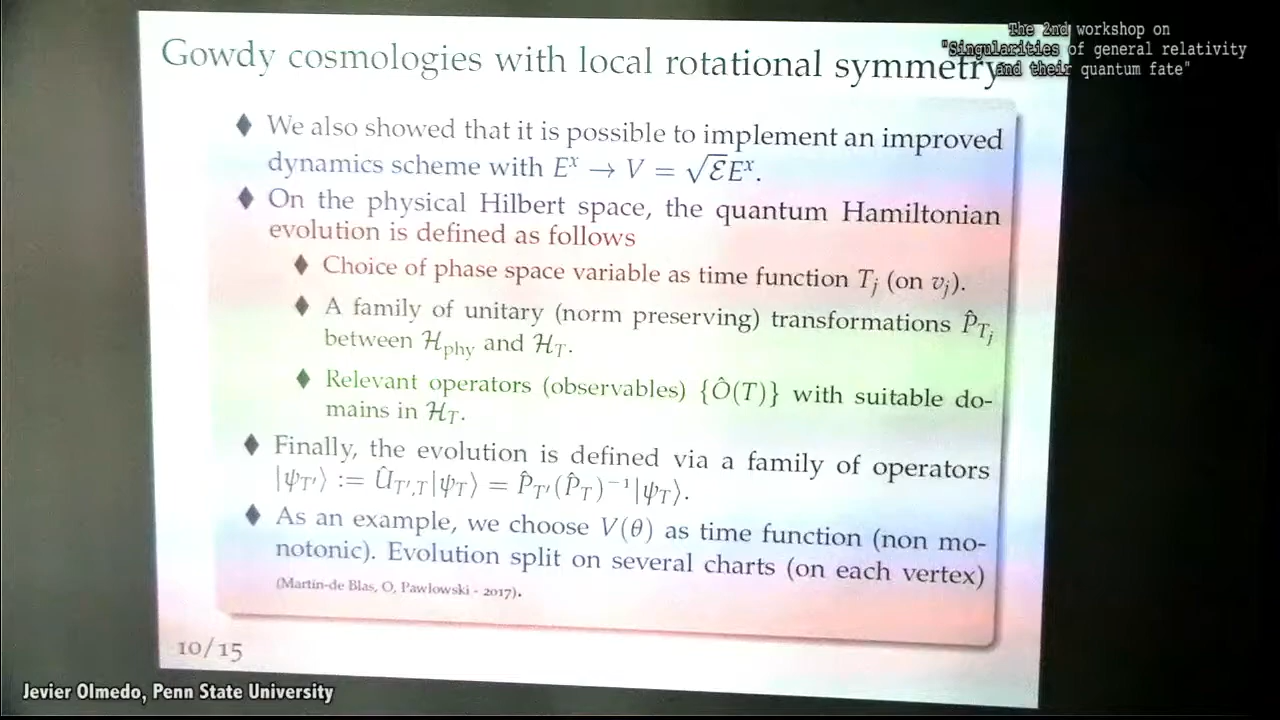 The 2nd workshop on
"Singularities of general relativity
and their quantum fate"
Gowdy cosmologies with local rotational symmetry
♦ We also showed that it is possible to implement an improved
dynamics scheme with Eˣ → V = √ℰEˣ.
♦ On the physical Hilbert space, the quantum Hamiltonian
evolution is defined as follows
♦ Choice of phase space variable as time function T_j (on v_j).
♦ A family of unitary (norm preserving) transformations P̂_{T_j}
between ℋ_phy and ℋ_T.
♦ Relevant operators (observables) {Ô(T)} with suitable do-
mains in ℋ_T.
♦ Finally, the evolution is defined via a family of operators
|ψ_{T′}⟩ := Û_{T′,T}|ψ_T⟩ = P̂_{T′}(P̂_T)⁻¹|ψ_T⟩.
♦ As an example, we choose V(θ) as time function (non mo-
notonic). Evolution split on several charts (on each vertex)
(Martín-de Blas, O, Pawlowski - 2017).
10/15
Jevier Olmedo, Penn State University